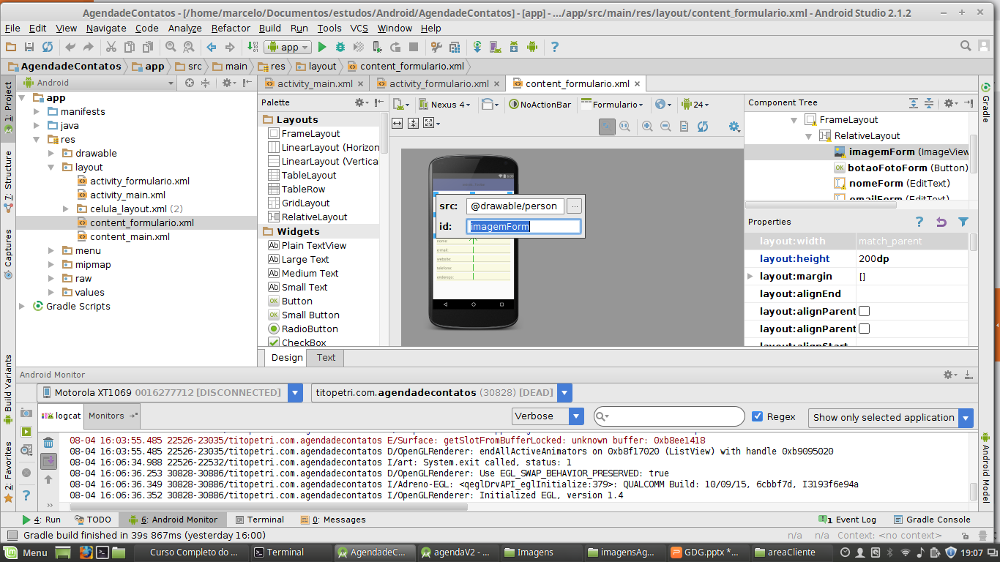 AgendadeContatos - [/home/marcelo/Documentos/estudos/Android/AgendadeContatos] - [app] - .../app/src/main/res/layout/content_formulario.xml - Android Studio 2.1.2
File Edit View Navigate Code Analyze Refactor Build Run Tools VCS Window Help
app
AgendadeContatos app src main res layout content_formulario.xml
1: Project
7: Structure
Captures
Build Variants
2: Favorites
Android
app
manifests
java
res
drawable
layout
activity_formulario.xml
activity_main.xml
celula_layout.xml (2)
content_formulario.xml
content_main.xml
menu
mipmap
raw
values
Gradle Scripts
activity_main.xml activity_formulario.xml content_formulario.xml
Palette
Layouts
FrameLayout
LinearLayout (Horizon
LinearLayout (Vertica
TableLayout
TableRow
GridLayout
RelativeLayout
Widgets
Plain TextView
Large Text
Medium Text
Small Text
Button
Small Button
RadioButton
CheckBox
Nexus 4 NoActionBar Formulario 24
src: @drawable/person ...
id: imagemForm
nome
e-mail
website
telefone
endereço
Design Text
Component Tree
FrameLayout
RelativeLayout
imagemForm (ImageView
botaoFotoForm (Button)
nomeForm (EditText)
emailForm (EditText)
Properties
layout:width match_parent
layout:height 200dp
layout:margin []
layout:alignEnd
layout:alignParent
layout:alignParent
layout:alignStart
Gradle
Android Model
Android Monitor
Motorola XT1069 0016277712 [DISCONNECTED] titopetri.com.agendadecontatos (30828) [DEAD]
logcat Monitors Verbose Regex Show only selected application
08-04 16:03:55.485 22526-23035/titopetri.com.agendadecontatos E/Surface: getSlotFromBufferLocked: unknown buffer: 0xb8ee1418
08-04 16:03:55.485 22526-23035/titopetri.com.agendadecontatos D/OpenGLRenderer: endAllActiveAnimators on 0xb8f17020 (ListView) with handle 0xb9095020
08-04 16:06:34.988 22526-22532/titopetri.com.agendadecontatos I/art: System.exit called, status: 1
08-04 16:06:36.253 30828-30886/titopetri.com.agendadecontatos D/OpenGLRenderer: Use EGL_SWAP_BEHAVIOR_PRESERVED: true
08-04 16:06:36.349 30828-30886/titopetri.com.agendadecontatos I/Adreno-EGL: <qeglDrvAPI_eglInitialize:379>: QUALCOMM Build: 10/09/15, 6cbbf7d, I3193f6e94a
08-04 16:06:36.352 30828-30886/titopetri.com.agendadecontatos I/OpenGLRenderer: Initialized EGL, version 1.4
4: Run TODO 6: Android Monitor Terminal 0: Messages 1 Event Log Gradle Console
Gradle build finished in 39s 867ms (yesterday 16:00) n/a n/a Context: <no context>
Menu Curso Completo do ... Terminal AgendadeC... agendaV2 - ... Imagens imagensAg... GDG.pptx *... areaCliente 19:07